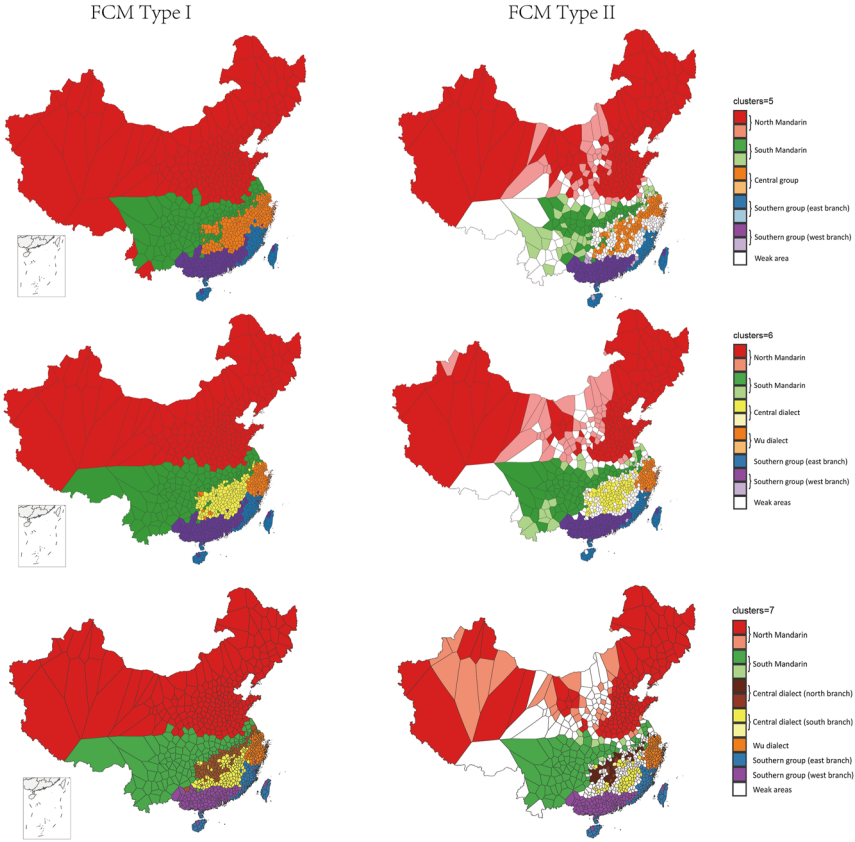 FCM Type I
FCM Type II
clusters=5
North Mandarin
South Mandarin
Central group
Southern group (east branch)
Southern group (west branch)
Weak area
clusters=6
North Mandarin
South Mandarin
Central dialect
Wu dialect
Southern group (east branch)
Southern group (west branch)
Weak areas
clusters=7
North Mandarin
South Mandarin
Central dialect (north branch)
Central dialect (south branch)
Wu dialect
Southern group (east branch)
Southern group (west branch)
Weak areas